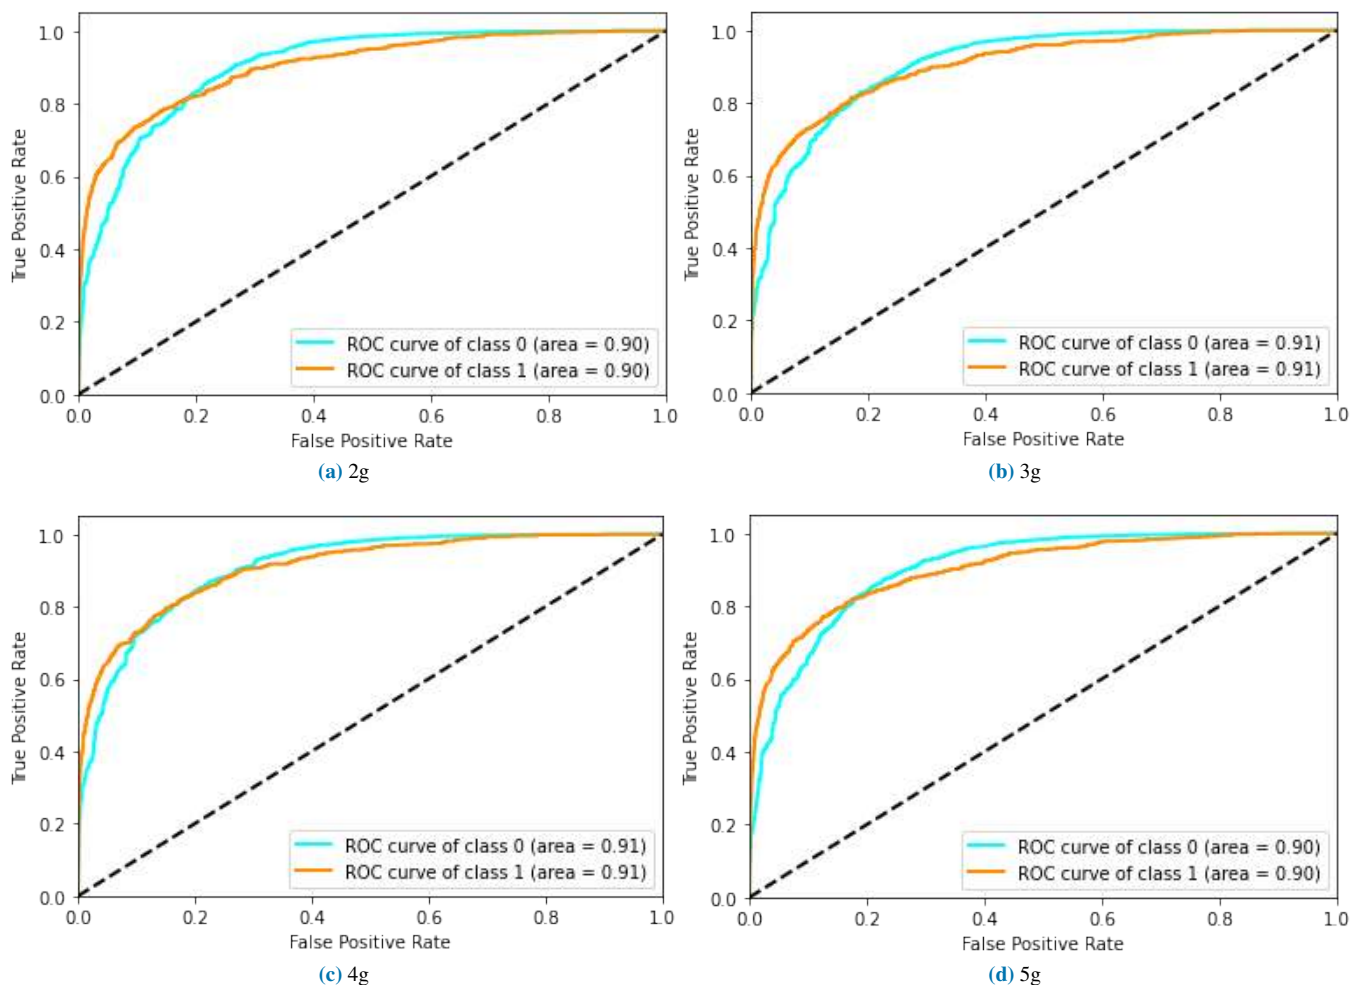 1.0
0.8
0.6
0.4
0.2
0.0
True Positive Rate
ROC curve of class 0 (area = 0.90)
ROC curve of class 1 (area = 0.90)
0.0 0.2 0.4 0.6 0.8 1.0
False Positive Rate
(a) 2g
1.0
0.8
0.6
0.4
0.2
0.0
True Positive Rate
ROC curve of class 0 (area = 0.91)
ROC curve of class 1 (area = 0.91)
0.0 0.2 0.4 0.6 0.8 1.0
False Positive Rate
(b) 3g
1.0
0.8
0.6
0.4
0.2
0.0
True Positive Rate
ROC curve of class 0 (area = 0.91)
ROC curve of class 1 (area = 0.91)
0.0 0.2 0.4 0.6 0.8 1.0
False Positive Rate
(c) 4g
1.0
0.8
0.6
0.4
0.2
0.0
True Positive Rate
ROC curve of class 0 (area = 0.90)
ROC curve of class 1 (area = 0.90)
0.0 0.2 0.4 0.6 0.8 1.0
False Positive Rate
(d) 5g